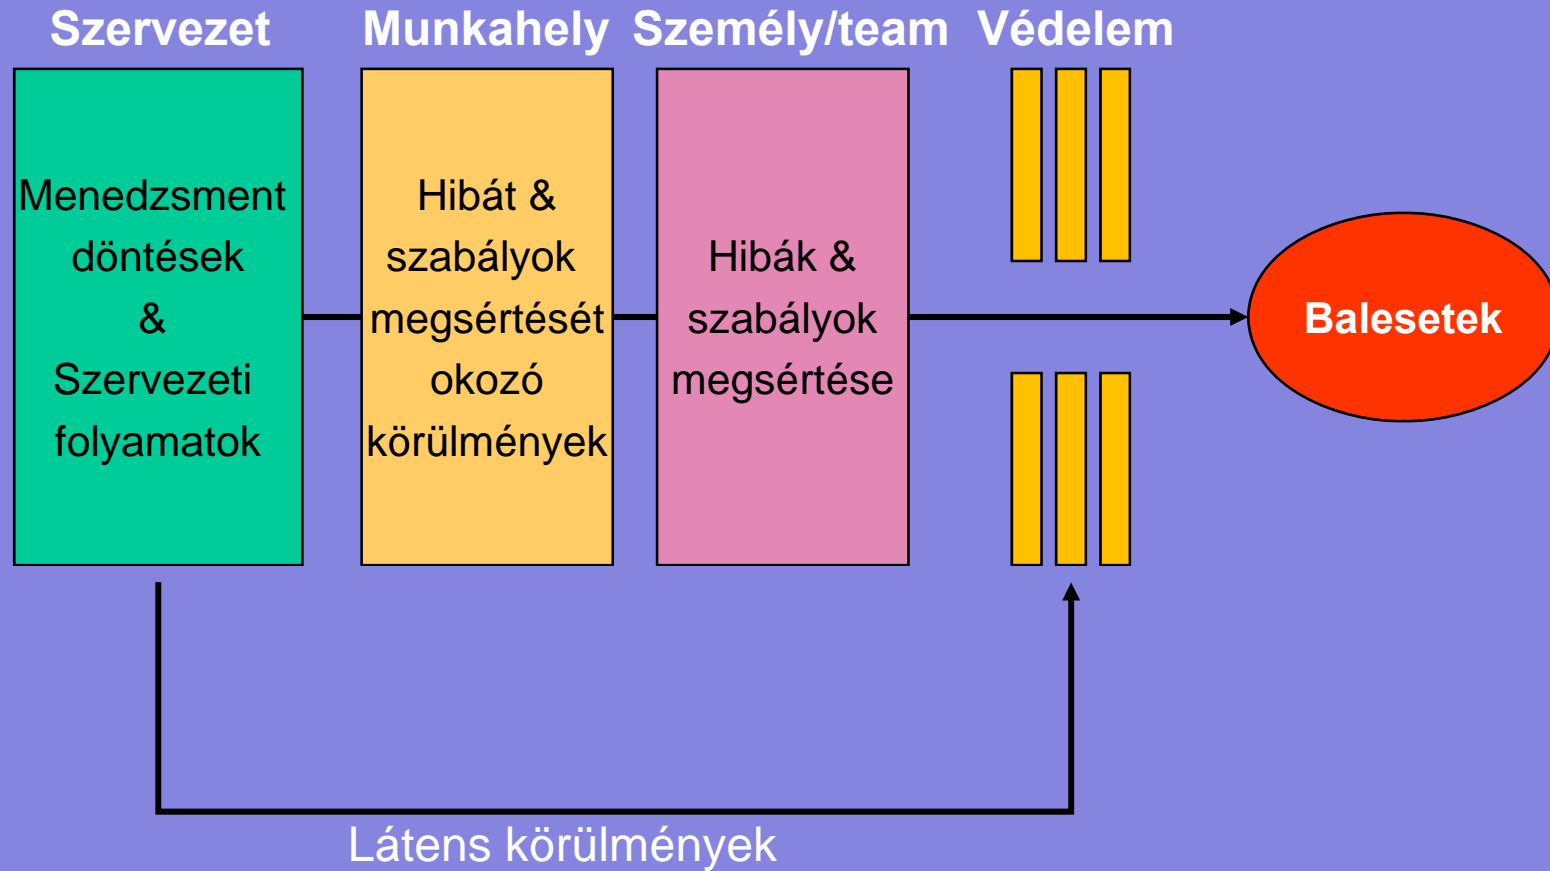 Szervezet
Munkahely
Személy/team
Védelem
Menedzsment
döntések
&
Szervezeti
folyamatok
Hibát &
szabályok
megsértését
okozó
körülmények
Hibák &
szabályok
megsértése
Balesetek
Látens körülmények